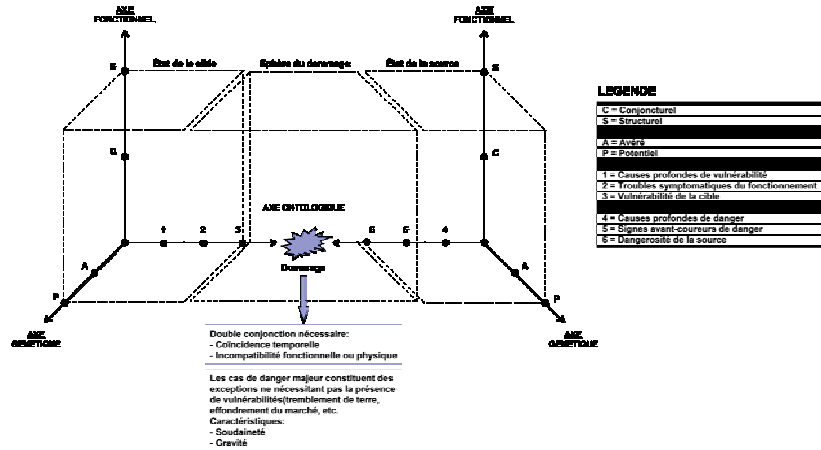 AXE
FONCTIONNEL
AXE
FONCTIONNEL
État de la cible
Sphère du dommage
État de la source
S
S
C
C
AXE ONTOLOGIQUE
1
2
3
6
5
4
Dommage
A
A
P
P
AXE
GÉNÉTIQUE
AXE
GÉNÉTIQUE
LEGENDE
C = Conjoncturel
S = Structurel
A = Avéré
P = Potentiel
1 = Causes profondes de vulnérabilité
2 = Troubles symptomatiques du fonctionnement
3 = Vulnérabilité de la cible
4 = Causes profondes de danger
5 = Signes avant-coureurs de danger
6 = Dangerosité de la source
Double conjonction nécessaire:
- Coïncidence temporelle
- Incompatibilité fonctionnelle ou physique
Les cas de danger majeur constituent des
exceptions ne nécessitant pas la présence
de vulnérabilités(tremblement de terre,
effondrement du marché, etc.
Caractéristiques:
- Soudaineté
- Gravité